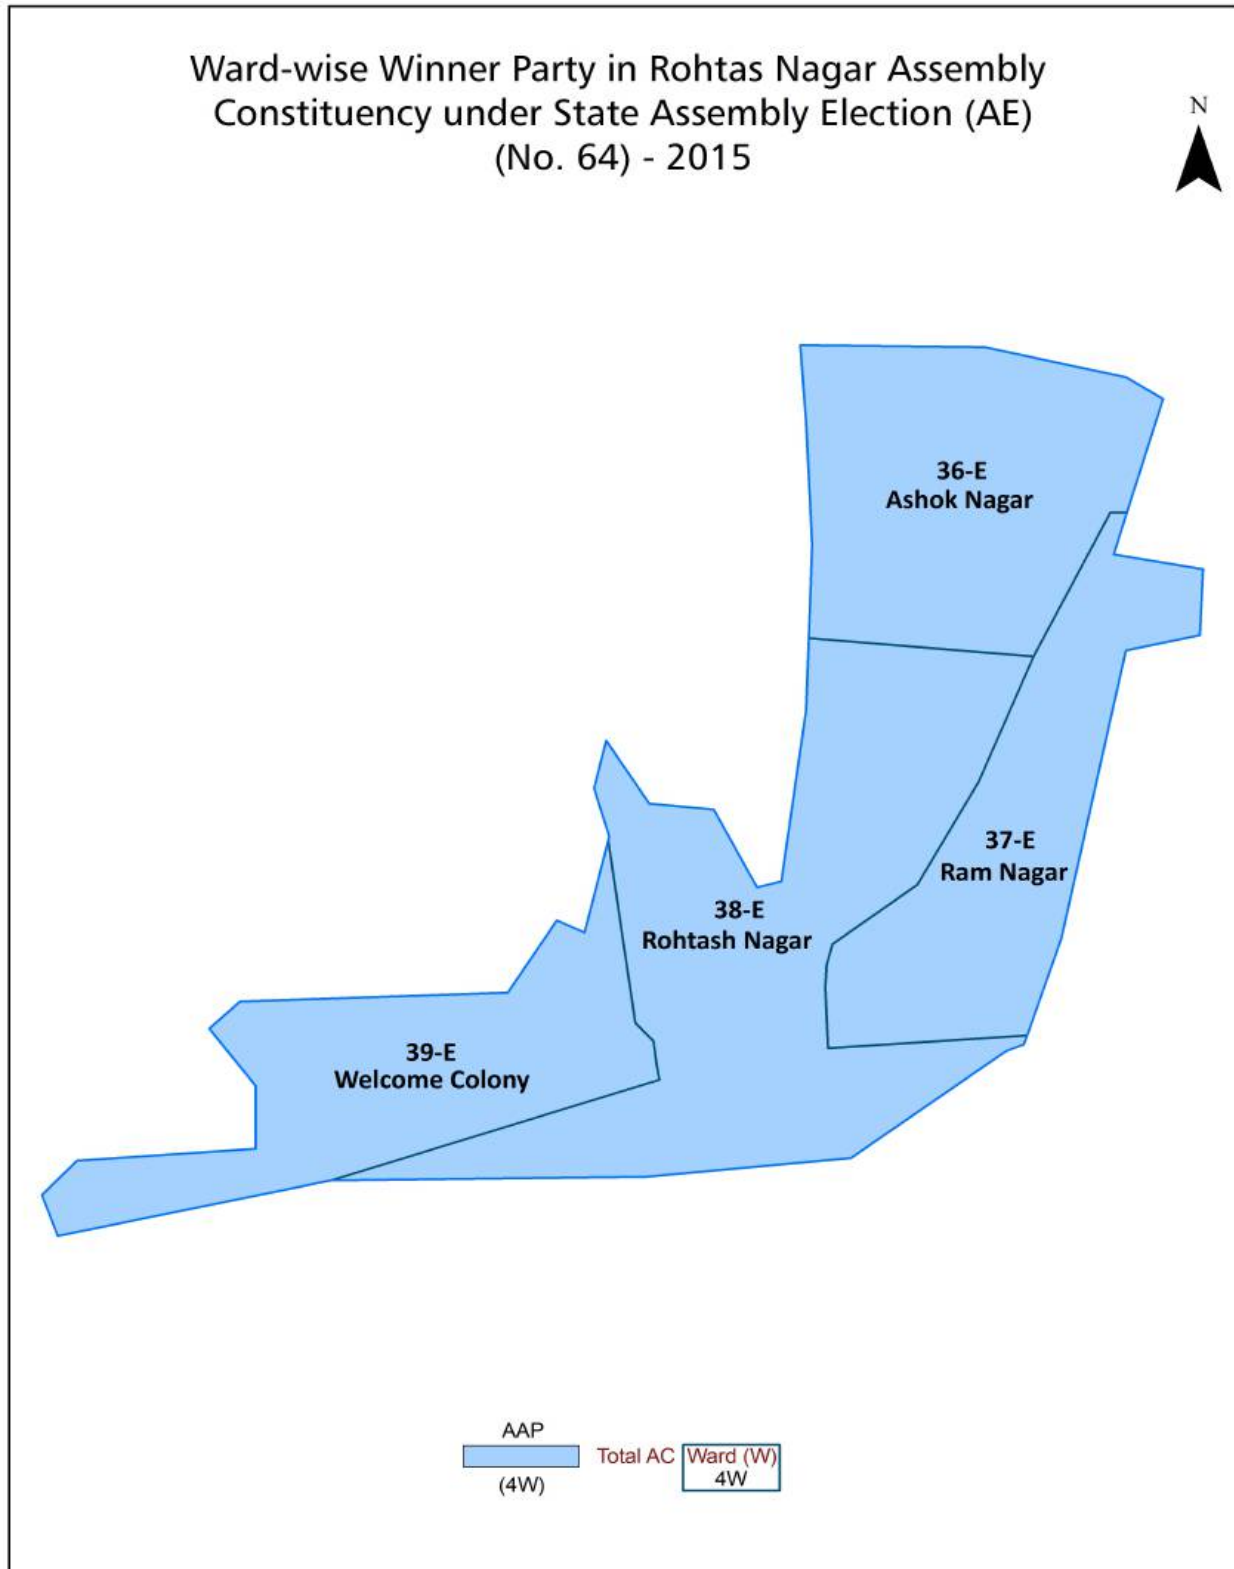 Ward-wise Winner Party in Rohtas Nagar Assembly
Constituency under State Assembly Election (AE)
(No. 64) - 2015
N
36-E
Ashok Nagar
37-E
Ram Nagar
38-E
Rohtash Nagar
39-E
Welcome Colony
AAP
(4W)
Total AC
Ward (W)
4W